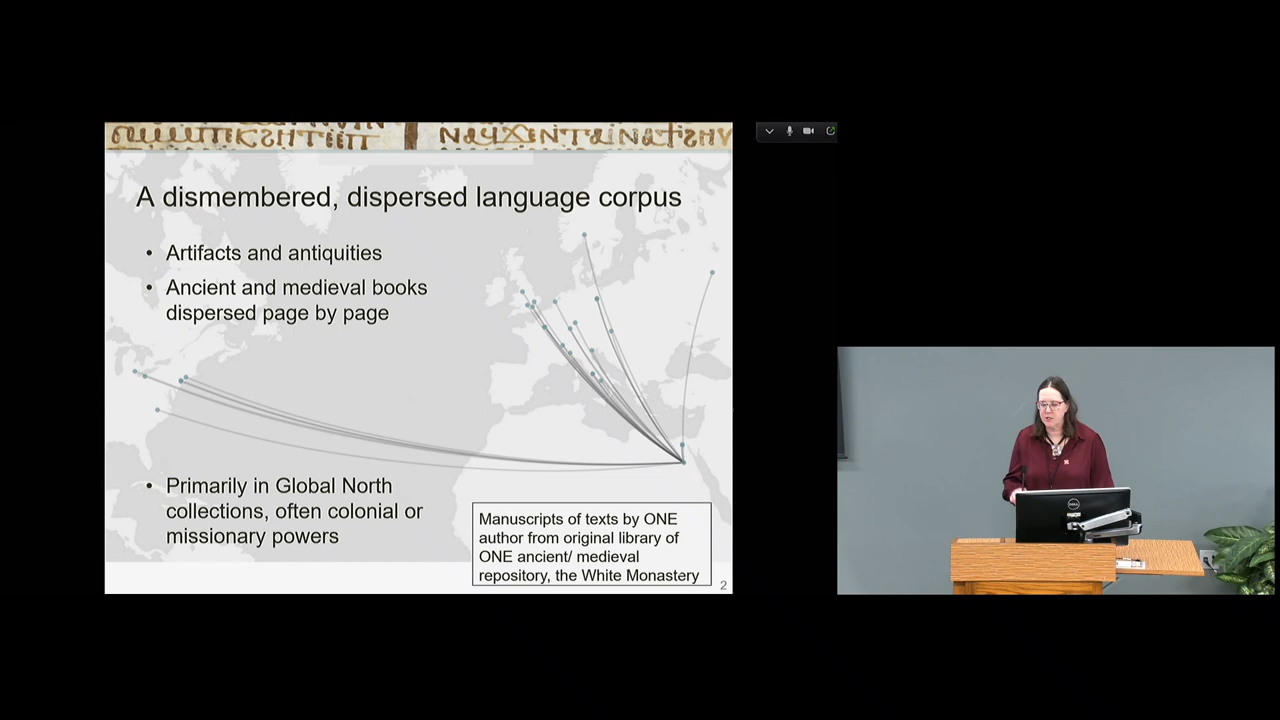 A dismembered, dispersed language corpus
• Artifacts and antiquities
• Ancient and medieval books
dispersed page by page
• Primarily in Global North
collections, often colonial or
missionary powers
Manuscripts of texts by ONE
author from original library of
ONE ancient/ medieval
repository, the White Monastery
2
DELL